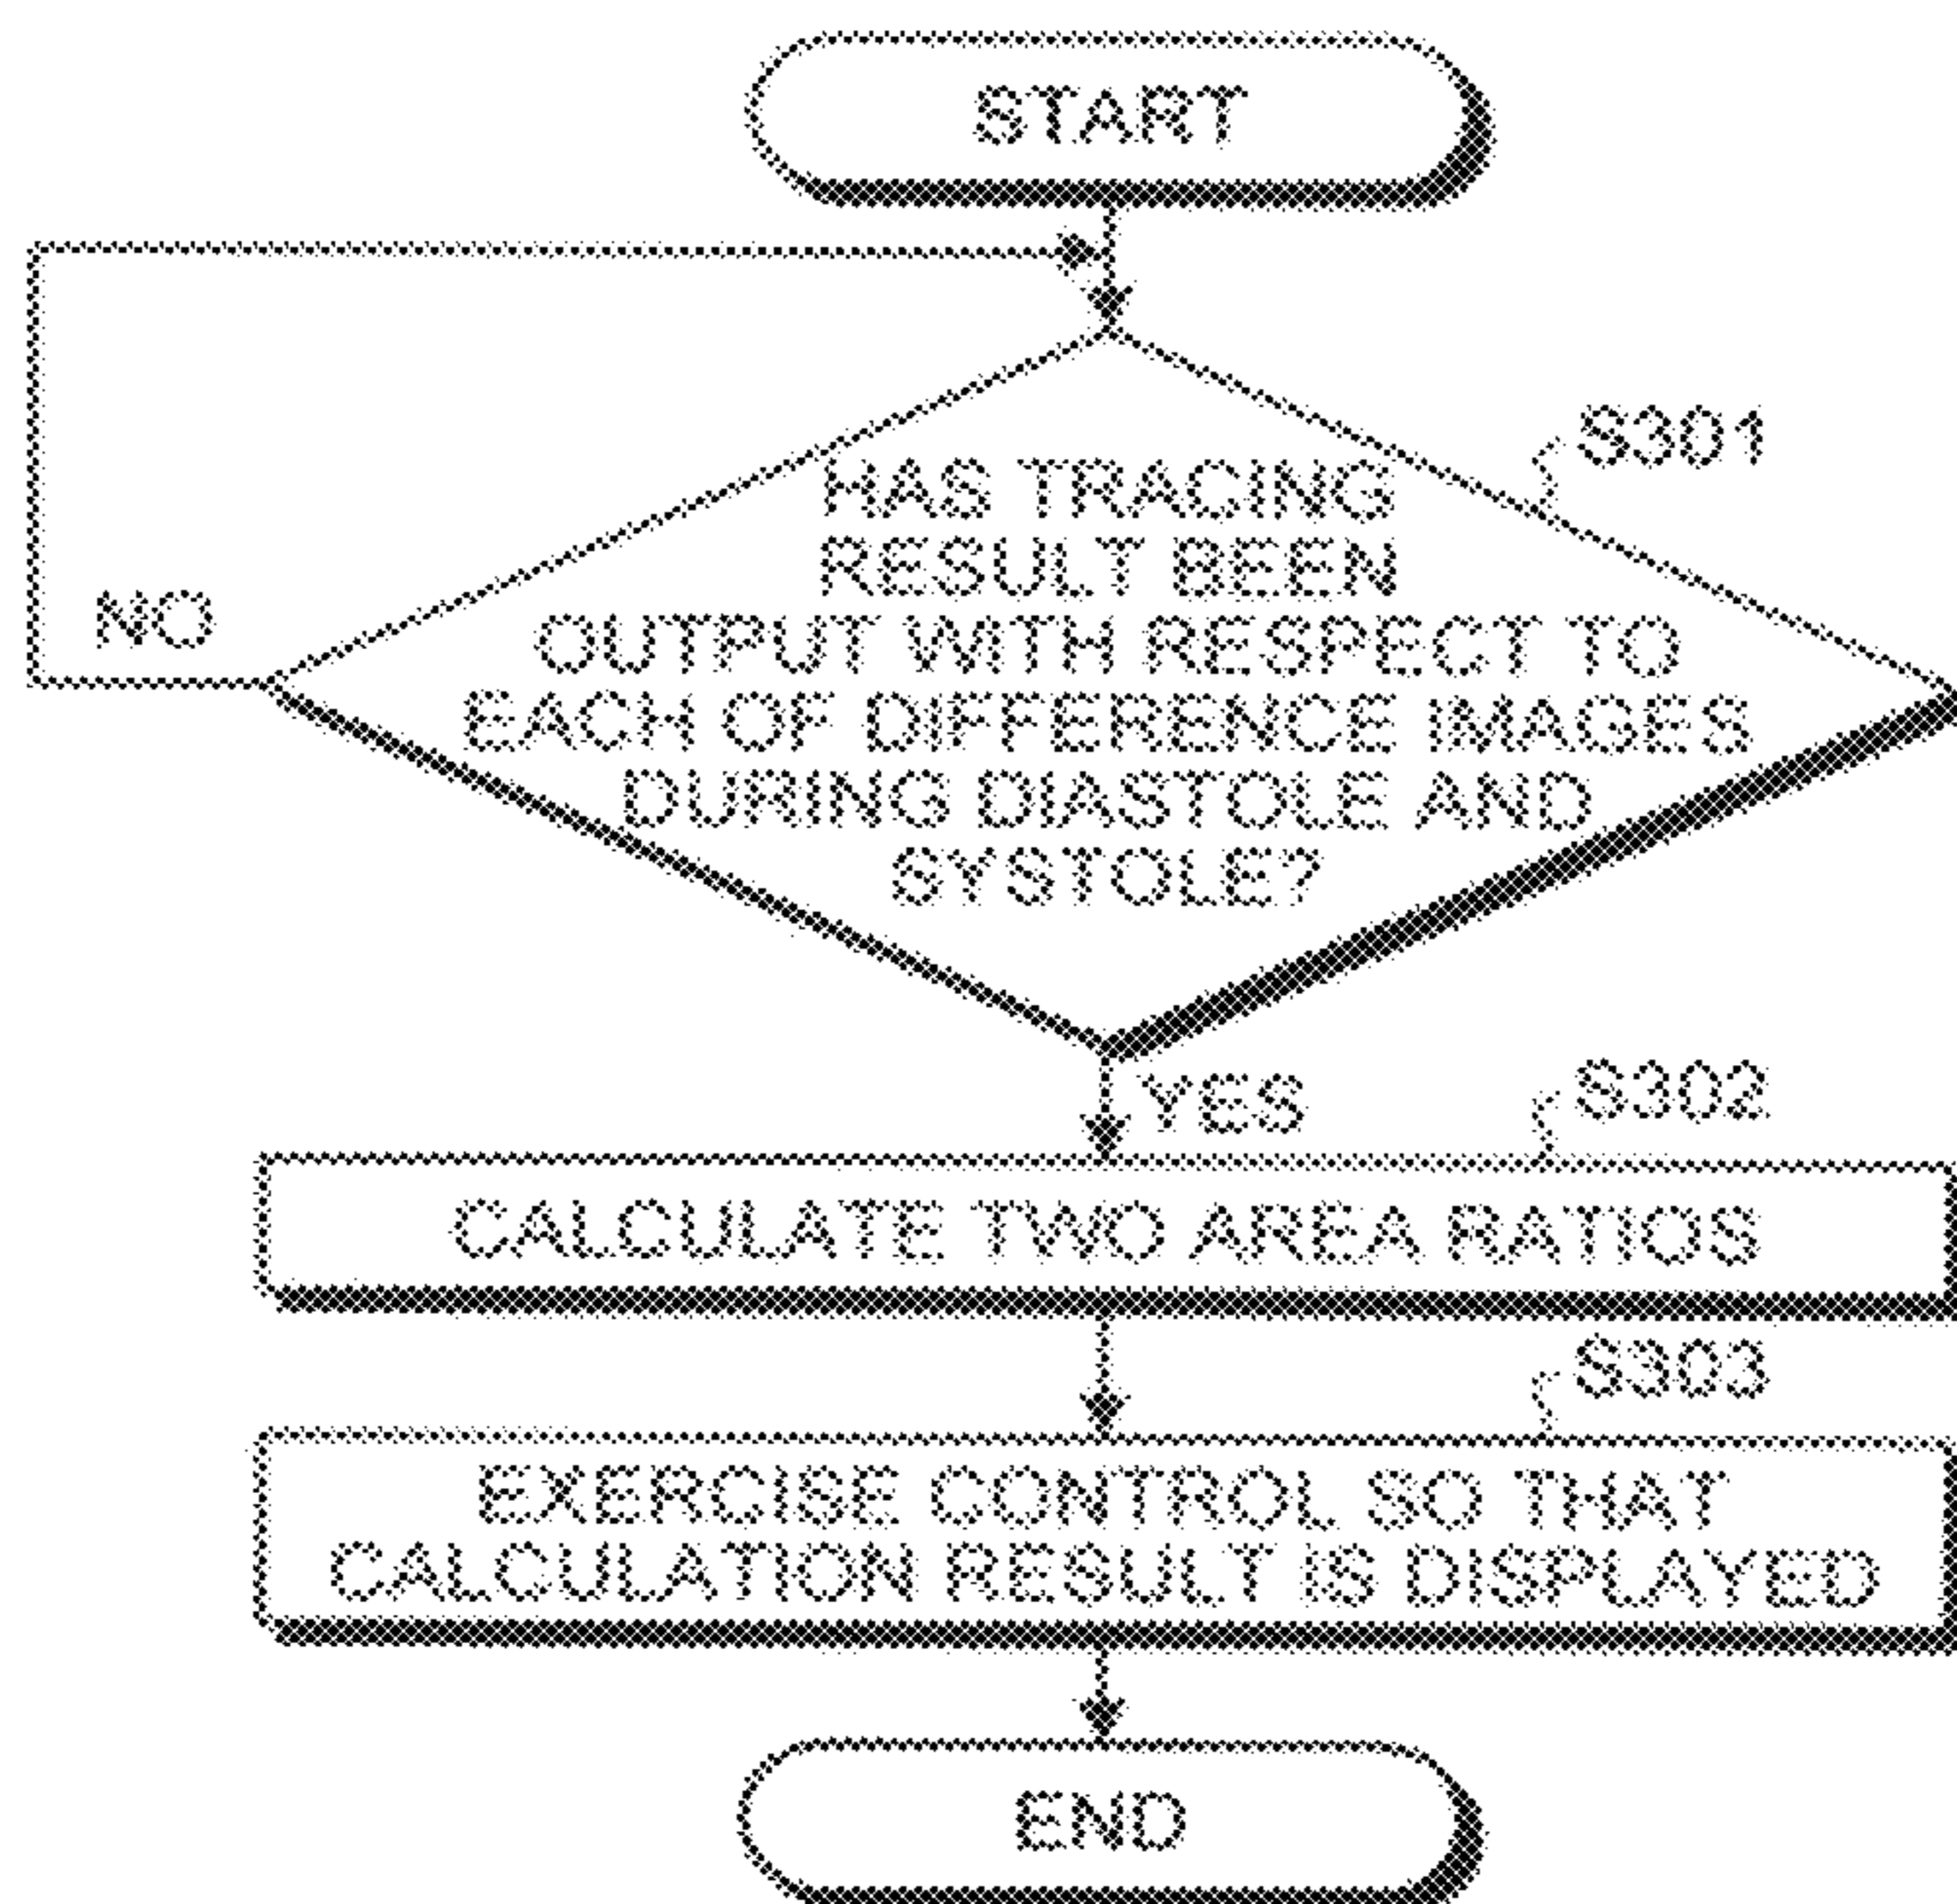 START
S301
HAS TRACING
RESULT BEEN
OUTPUT WITH RESPECT TO
EACH OF DIFFERENCE IMAGES
DURING DIASTOLE AND
SYSTOLE?
NO
YES
S302
CALCULATE TWO AREA RATIOS
S303
EXERCISE CONTROL SO THAT
CALCULATION RESULT IS DISPLAYED
END